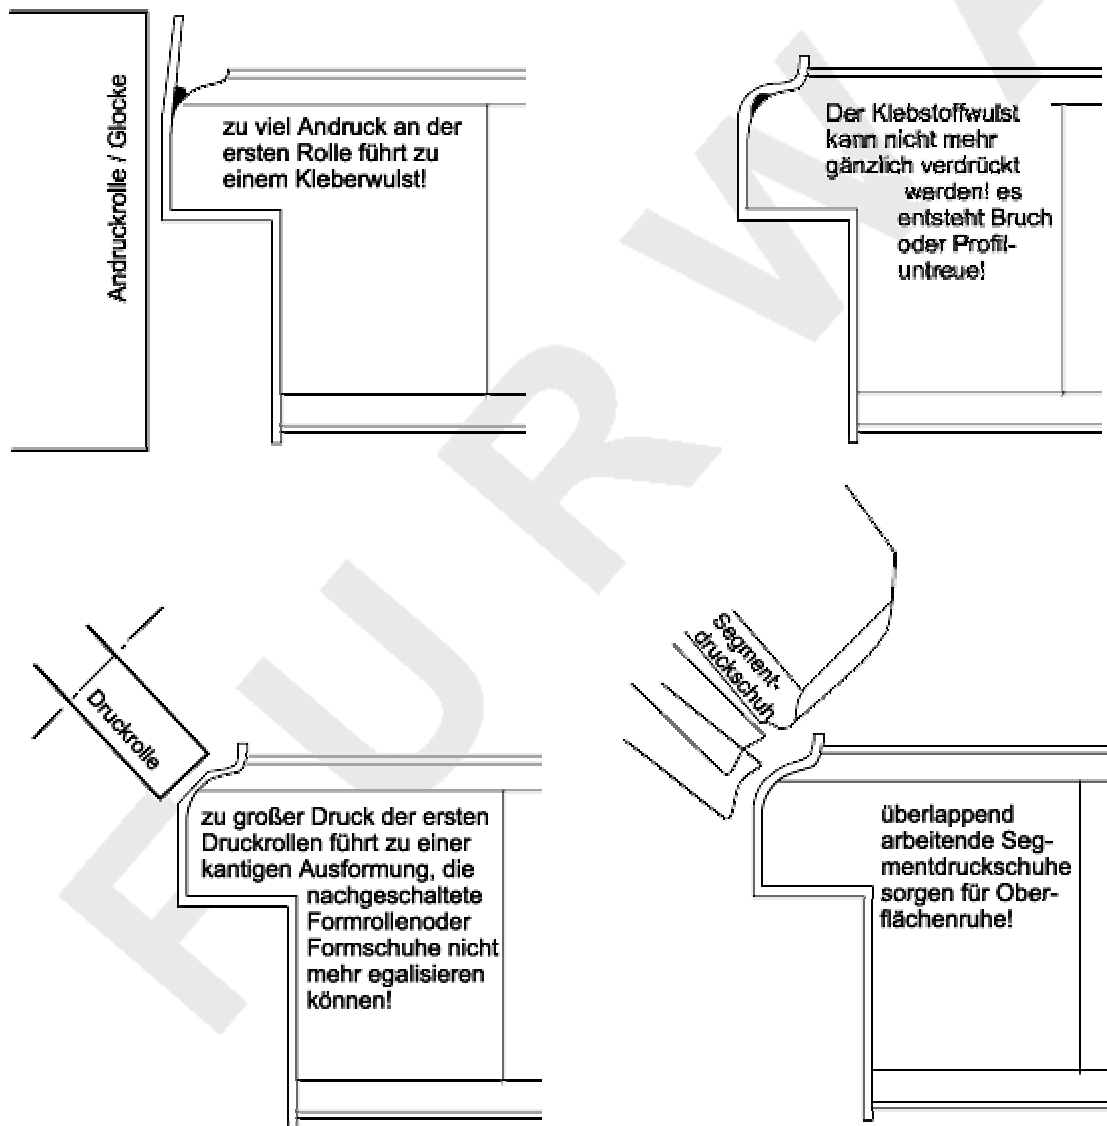 Andruckrolle / Glocke
zu viel Andruck an der
ersten Rolle führt zu
einem Kleberwulst!
Der Klebstoffwulst
kann nicht mehr
gänzlich verdrückt
werden! es
entsteht Bruch
oder Profil-
untreue!
Druckrolle
zu großer Druck der ersten
Druckrollen führt zu einer
kantigen Ausformung, die
nachgeschaltete
Formrollenoder
Formschuhe nicht
mehr egalisieren
können!
Segment-
druckschuh
überlappend
arbeitende Seg-
mentdruckschuhe
sorgen für Ober-
flächenruhe!
FURWA